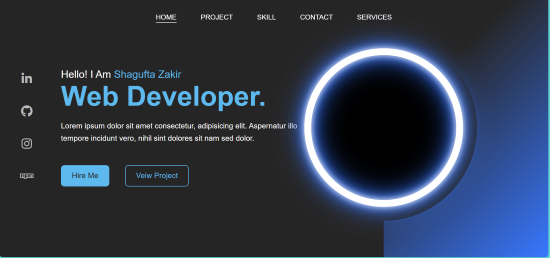 HOME PROJECT SKILL CONTACT SERVICES
Hello! I Am Shagufta Zakir
Web Developer.
Lorem ipsum dolor sit amet consectetur, adipisicing elit. Aspernatur illo
tempore incidunt vero, nihil sint dolores sit nam sed dolor.
Hire Me Veiw Project